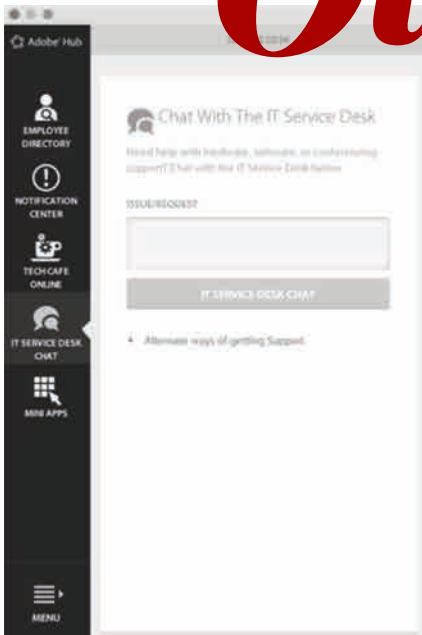 Ou
Adobe Hub
EMPLOYEE
DIRECTORY
NOTIFICATION
CENTER
TECH CAFE
ONLINE
IT SERVICE DESK
CHAT
MINI APPS
MENU
Chat With The IT Service Desk
Need help with hardware, software, or conferencing
support? Chat with the IT Service Desk below
ISSUE/REQUEST
IT SERVICE DESK CHAT
Alternate ways of getting Support